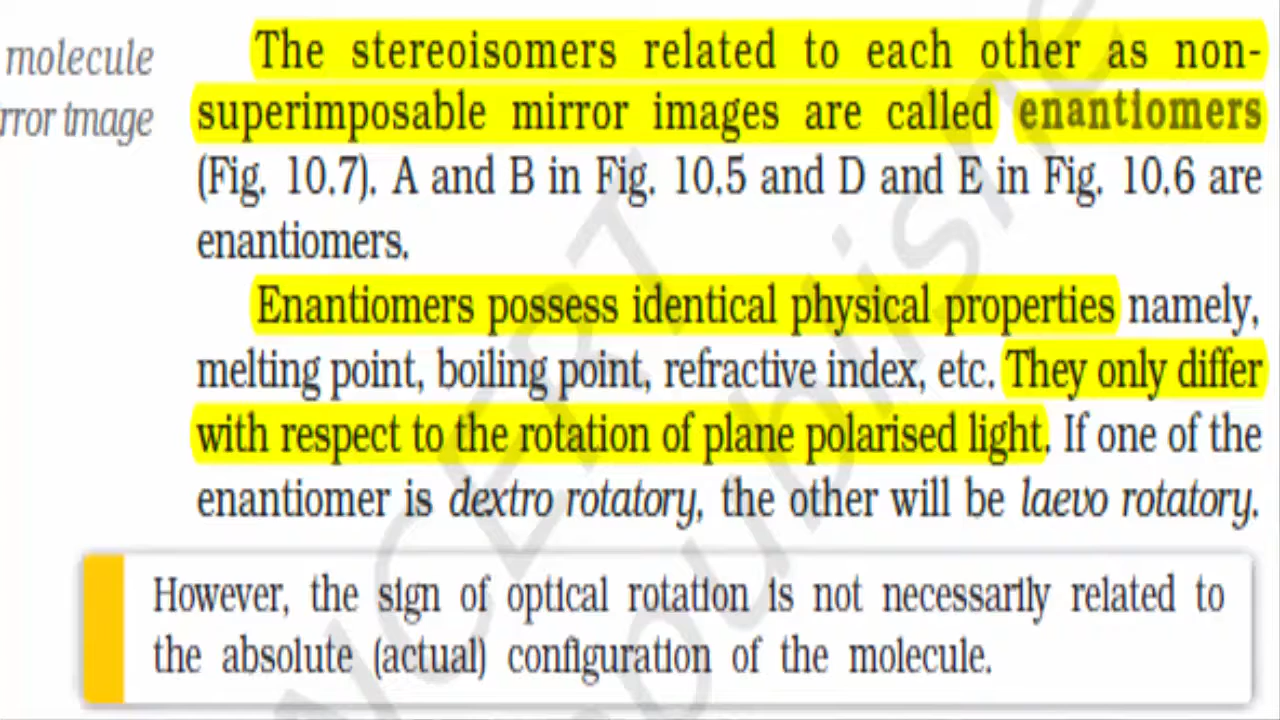 molecule
rror image
The stereoisomers related to each other as non-
superimposable mirror images are called enantiomers
(Fig. 10.7). A and B in Fig. 10.5 and D and E in Fig. 10.6 are
enantiomers.
Enantiomers possess identical physical properties namely,
melting point, boiling point, refractive index, etc. They only differ
with respect to the rotation of plane polarised light. If one of the
enantiomer is dextro rotatory, the other will be laevo rotatory.
However, the sign of optical rotation is not necessarily related to
the absolute (actual) configuration of the molecule.
NCERT
publishe